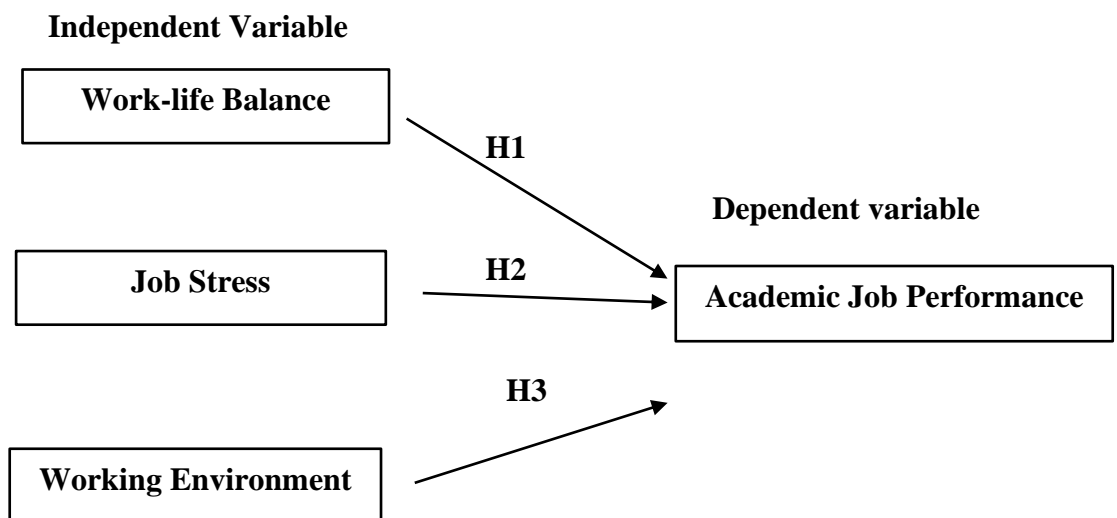 Independent Variable
Work-life Balance
H1
Dependent variable
Job Stress
H2
Academic Job Performance
H3
Working Environment